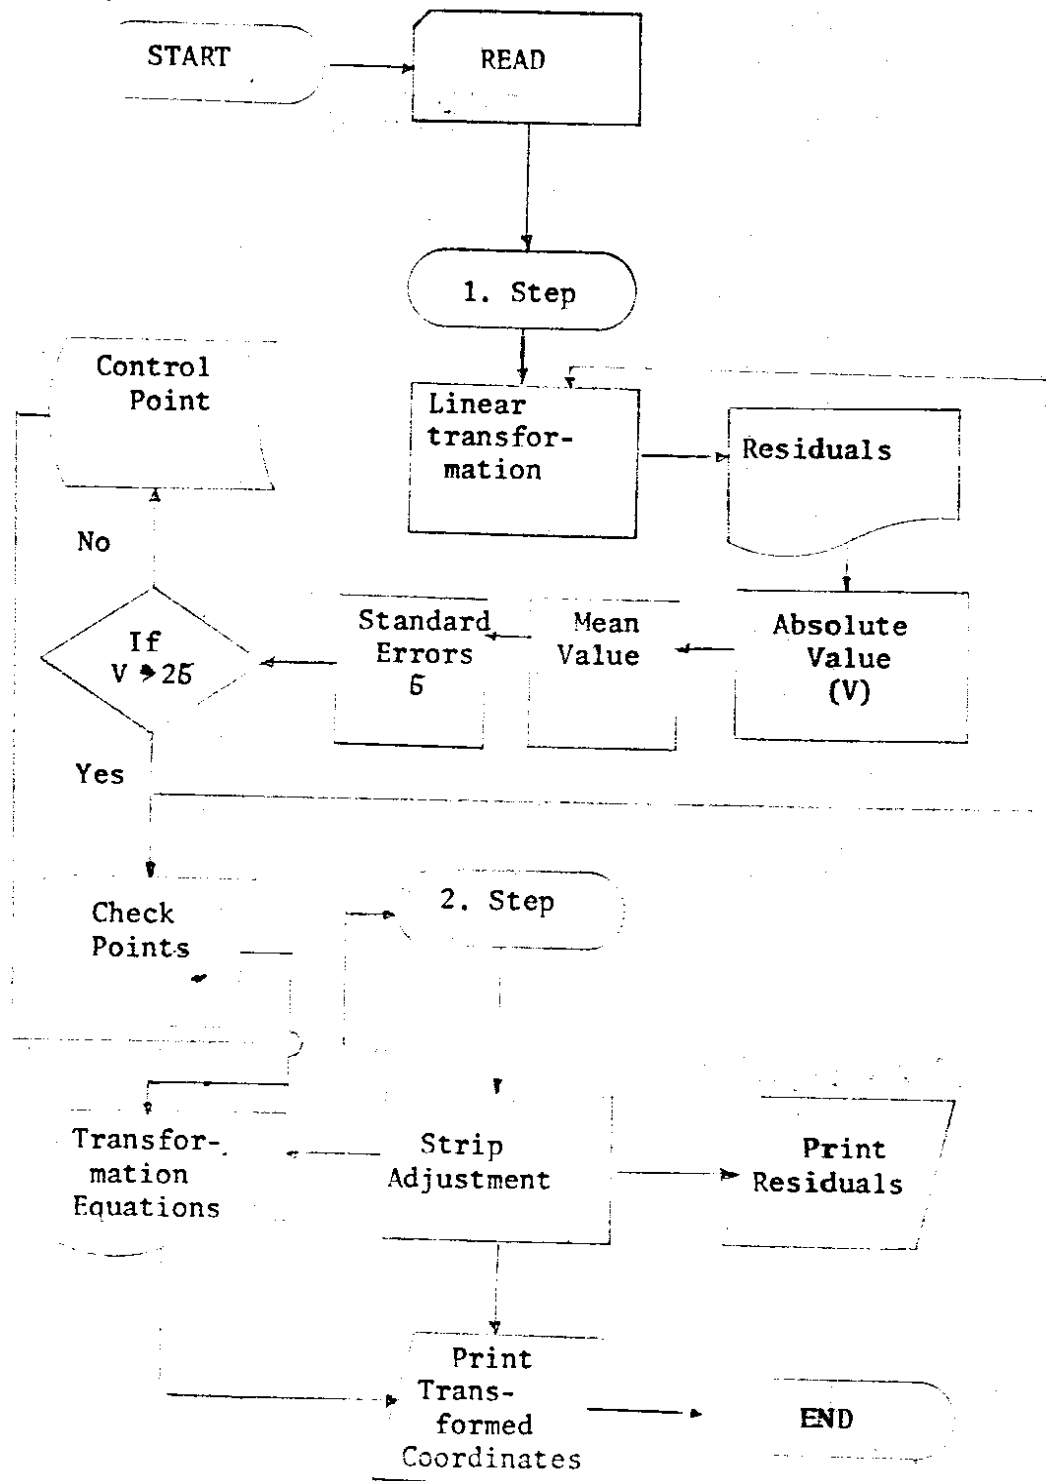 START
READ
1. Step
Control
Point
Linear
transfor-
mation
Residuals
No
If
V > 2б
Standard
Errors
б
Mean
Value
Absolute
Value
(V)
Yes
Check
Points
2. Step
Transfor-
mation
Equations
Strip
Adjustment
Print
Residuals
Print
Trans-
formed
Coordinates
END